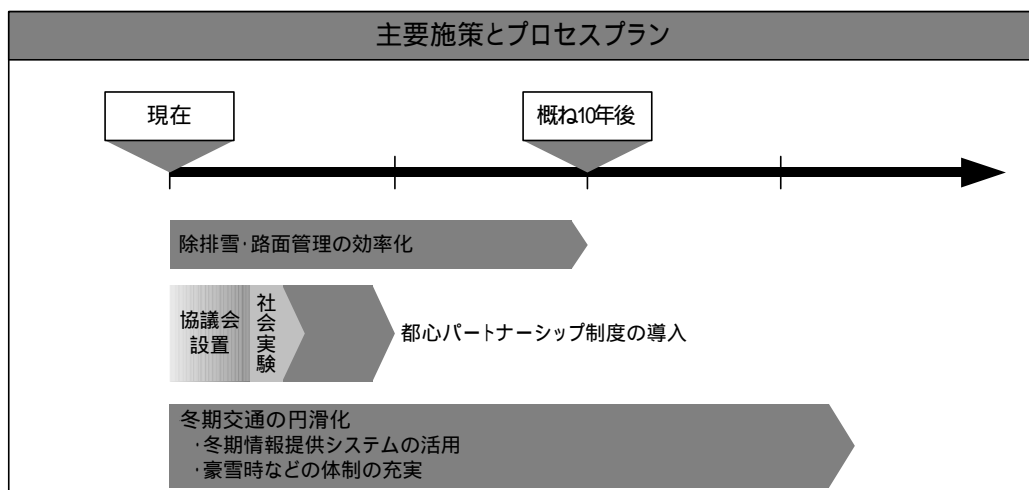 主要施策とプロセスプラン
現在
概ね10年後
除排雪・路面管理の効率化
協議会
設置
社会実験
都心パートナーシップ制度の導入
冬期交通の円滑化
・冬期情報提供システムの活用
・豪雪時などの体制の充実